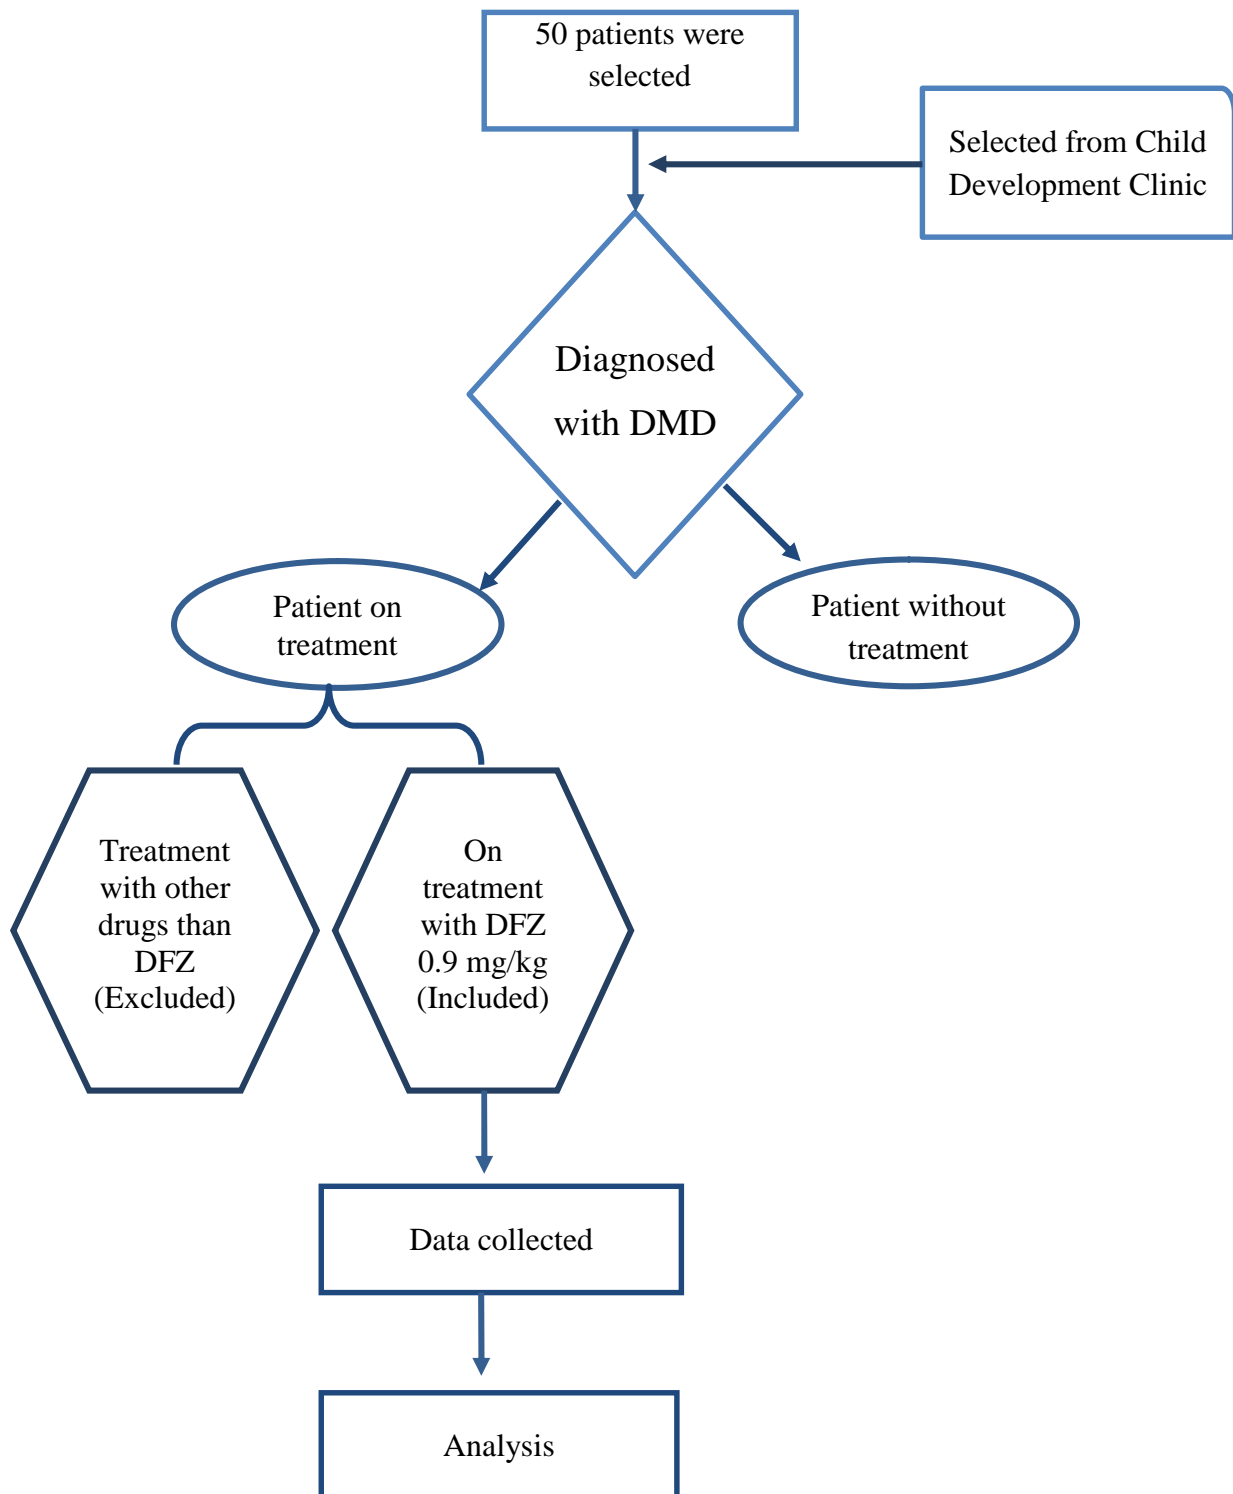 50 patients were
selected
Selected from Child
Development Clinic
Diagnosed
with DMD
Patient on
treatment
Patient without
treatment
Treatment
with other
drugs than
DFZ
(Excluded)
On
treatment
with DFZ
0.9 mg/kg
(Included)
Data collected
Analysis